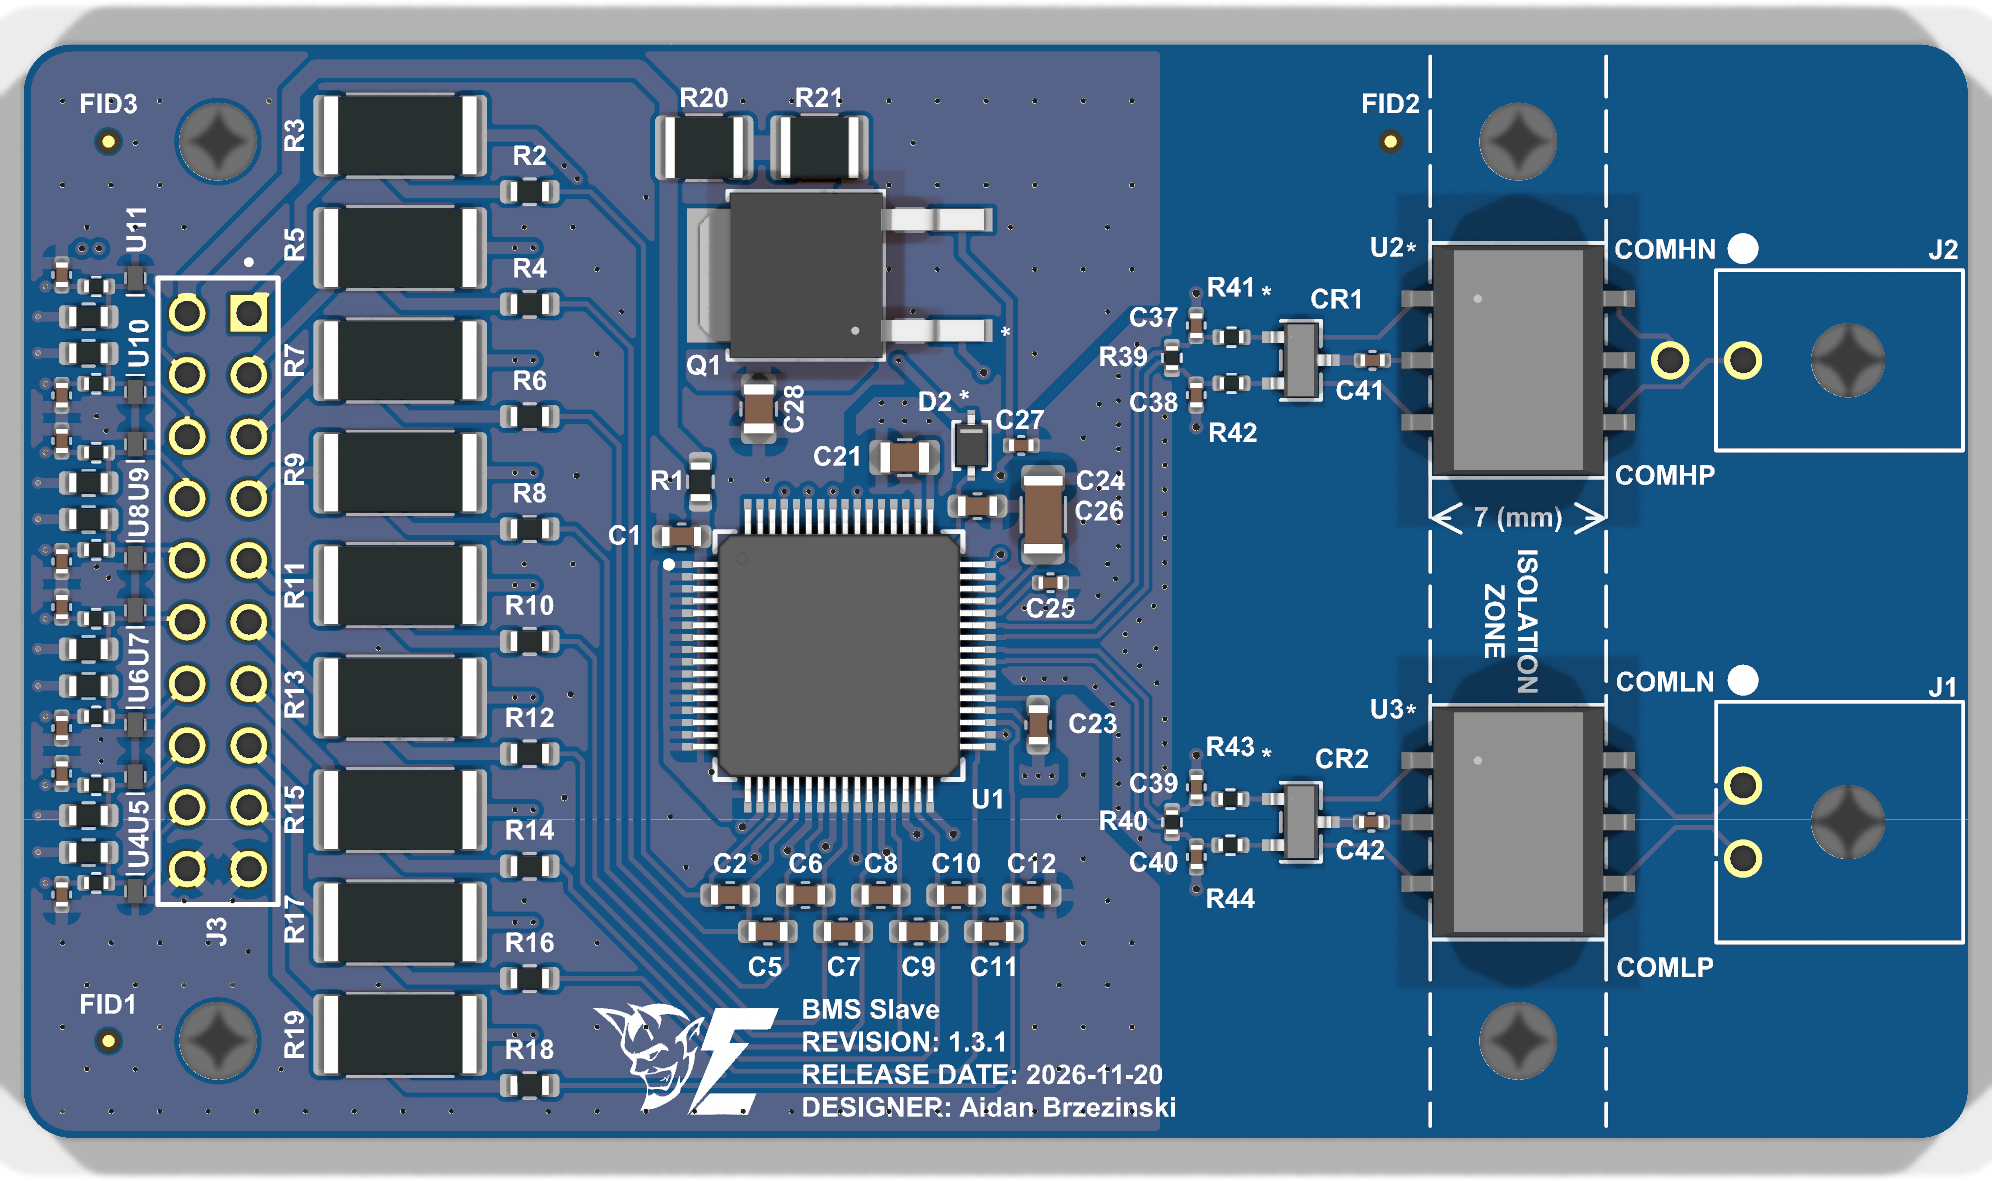 FID3
R3
R2
R20
R21
FID2
U11
R5
R4
U2*
COMHN
J2
R41 *
CR1
C37
U10
R7
R6
Q1
*
R39
C41
C38
R42
D2 *
C28
C27
C21
R9
R8
R1
C24
C26
COMHP
7 (mm)
U8U9
C1
ISOLATION
ZONE
R11
R10
C25
U6U7
R13
R12
C23
COMLN
J1
U3*
R43 *
CR2
C39
U1
R15
R14
U4U5
R40
C42
C40
R44
C2
C6
C8
C10
C12
J3
R17
R16
C5
C7
C9
C11
COMLP
FID1
R19
R18
BMS Slave
REVISION: 1.3.1
RELEASE DATE: 2026-11-20
DESIGNER: Aidan Brzezinski